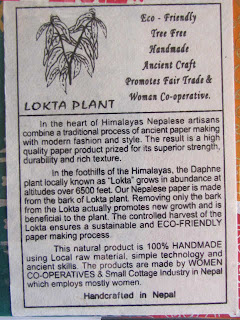 Eco - Friendly
Tree Free
Handmade
Ancient Craft
Promotes Fair Trade &
Women Co-operative.
LOKTA PLANT
In the heart of Himalayas Nepalese artisans
combine a traditional process of ancient paper making
with modern fashion and style. The result is a high
quality paper product prized for its superior strength,
durability and rich texture.
In the foothills of the Himalayas, the Daphne
plant locally known as "Lokta" grows in abundance at
altitudes over 6500 feet. Our Nepalese paper is made
from the bark of Lokta plant. Removing only the bark
from the Lokta actually promotes new growth and is
beneficial to the plant. The controlled harvest of the
Lokta ensures a sustainable and ECO-FRIENDLY
paper making process.
This natural product is 100% HANDMADE
using Local raw material, simple technology and
ancient skills. The products are made by WOMEN
CO-OPERATIVES & Small Cottage Industry in Nepal
which employs mostly women.
Handcrafted in Nepal